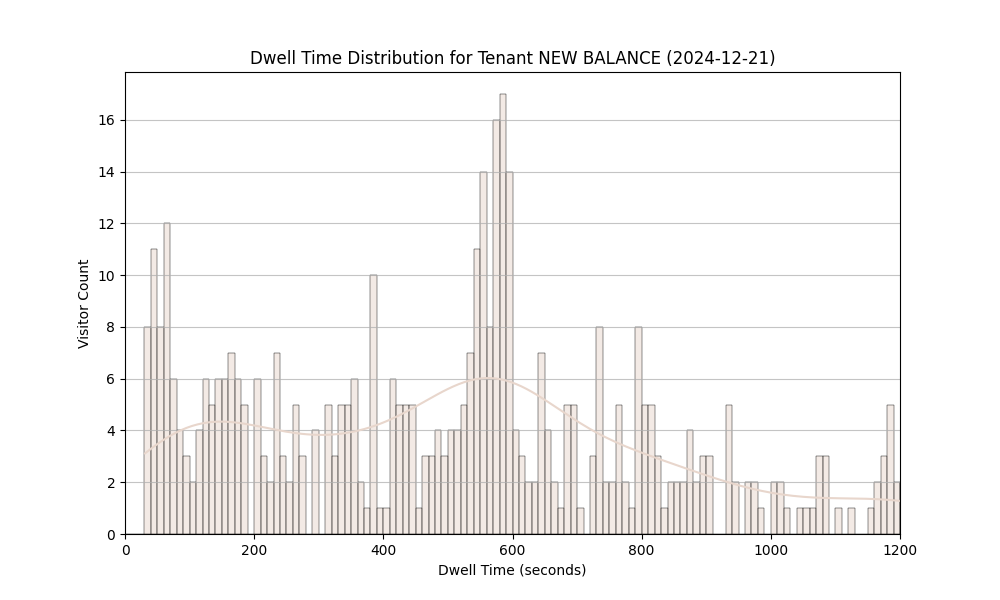 Dwell Time Distribution for Tenant NEW BALANCE (2024-12-21)
16
14
12
10
8
6
4
2
0
Visitor Count
0 200 400 600 800 1000 1200
Dwell Time (seconds)